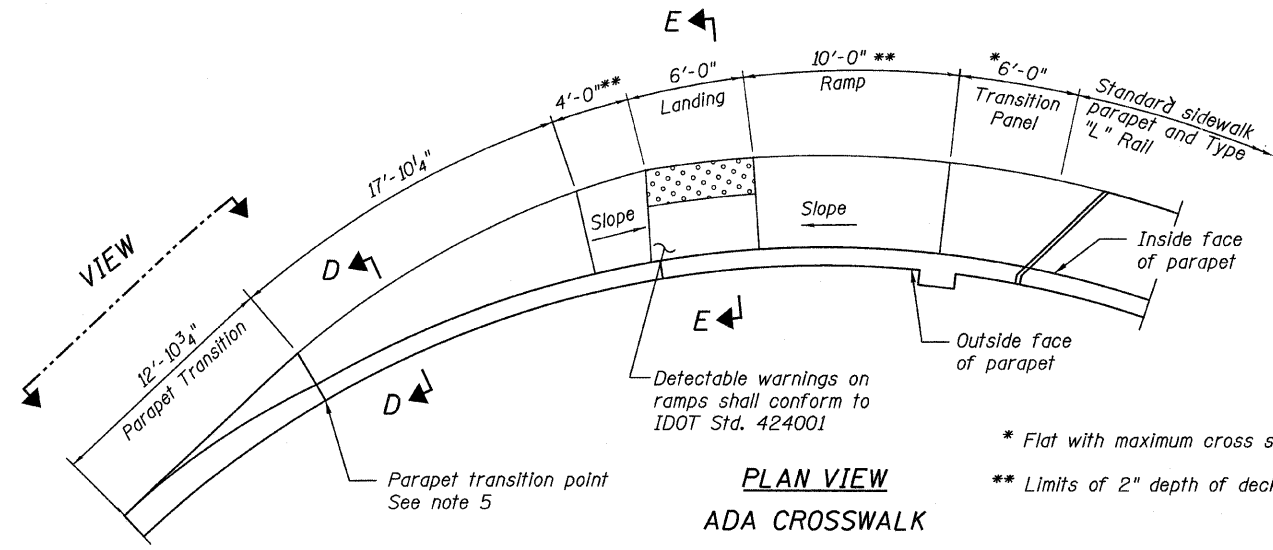 E
10'-0" **
*6'-0"
6'-0"
4'-0"**
Landing
Ramp
Transition
Panel
Standard sidewalk
parapet and Type
"L" Rail
17'-10¼"
VIEW
D
Slope
Slope
Inside face
of parapet
12'-10¾"
Parapet Transition
E
Outside face
of parapet
D
Detectable warnings on
ramps shall conform to
IDOT Std. 424001
Parapet transition point
See note 5
* Flat with maximum cross s
** Limits of 2" depth of deck
PLAN VIEW
ADA CROSSWALK